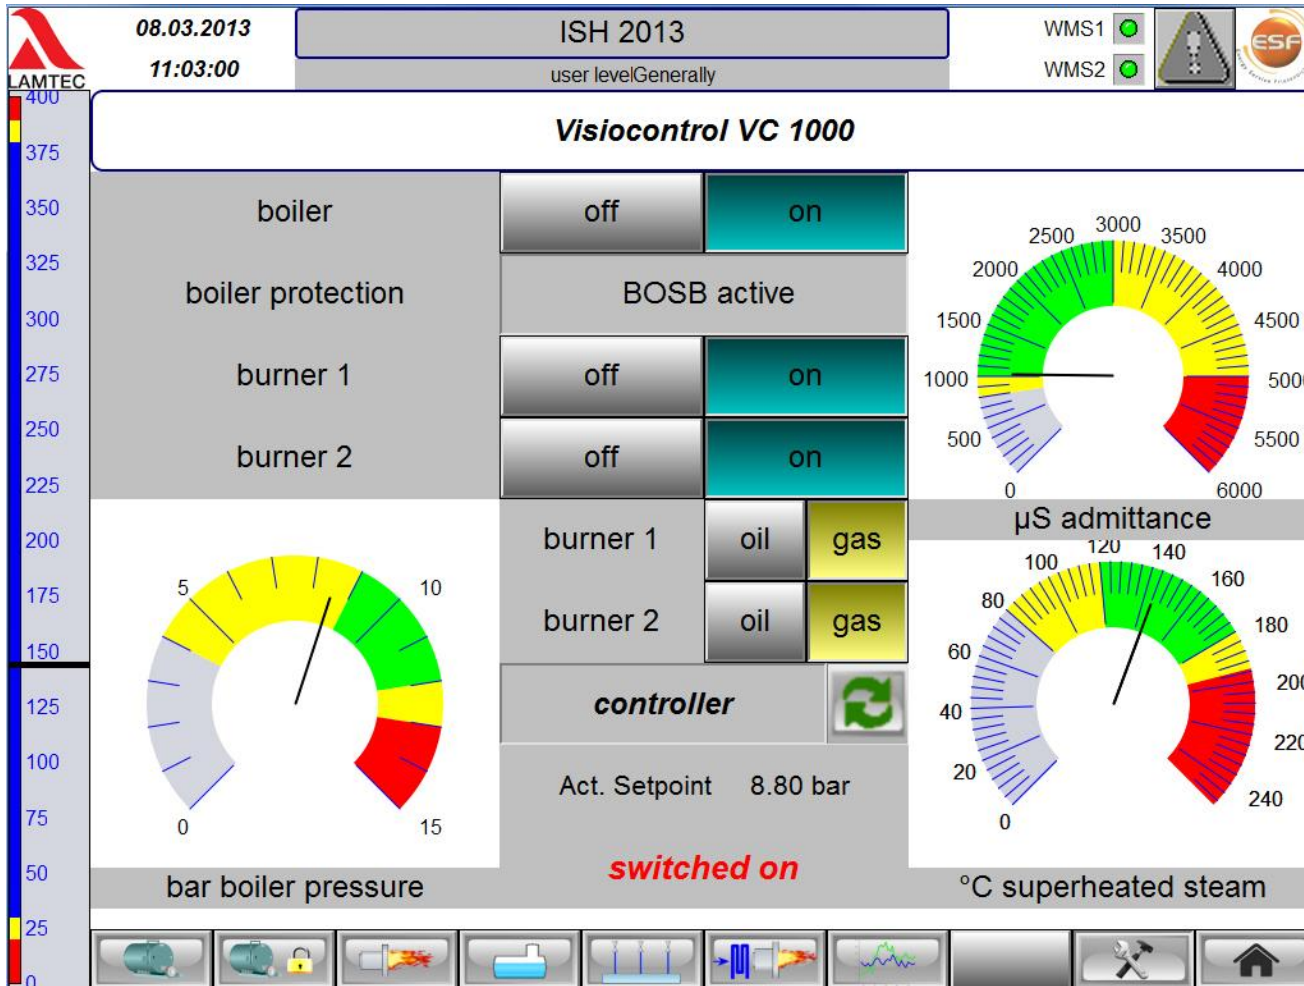 LAMTEC
08.03.2013
11:03:00
ISH 2013
user levelGenerally
WMS1
WMS2
ESF
Visiocontrol VC 1000
400
375
350
325
300
275
250
225
200
175
150
125
100
75
50
25
0
boiler
off
on
boiler protection
BOSB active
burner 1
off
on
burner 2
off
on
burner 1
oil
gas
burner 2
oil
gas
controller
Act. Setpoint 8.80 bar
switched on
0
5
10
15
bar boiler pressure
0
500
1000
1500
2000
2500
3000
3500
4000
4500
5000
5500
6000
µS admittance
0
20
40
60
80
100
120
140
160
180
200
220
240
°C superheated steam